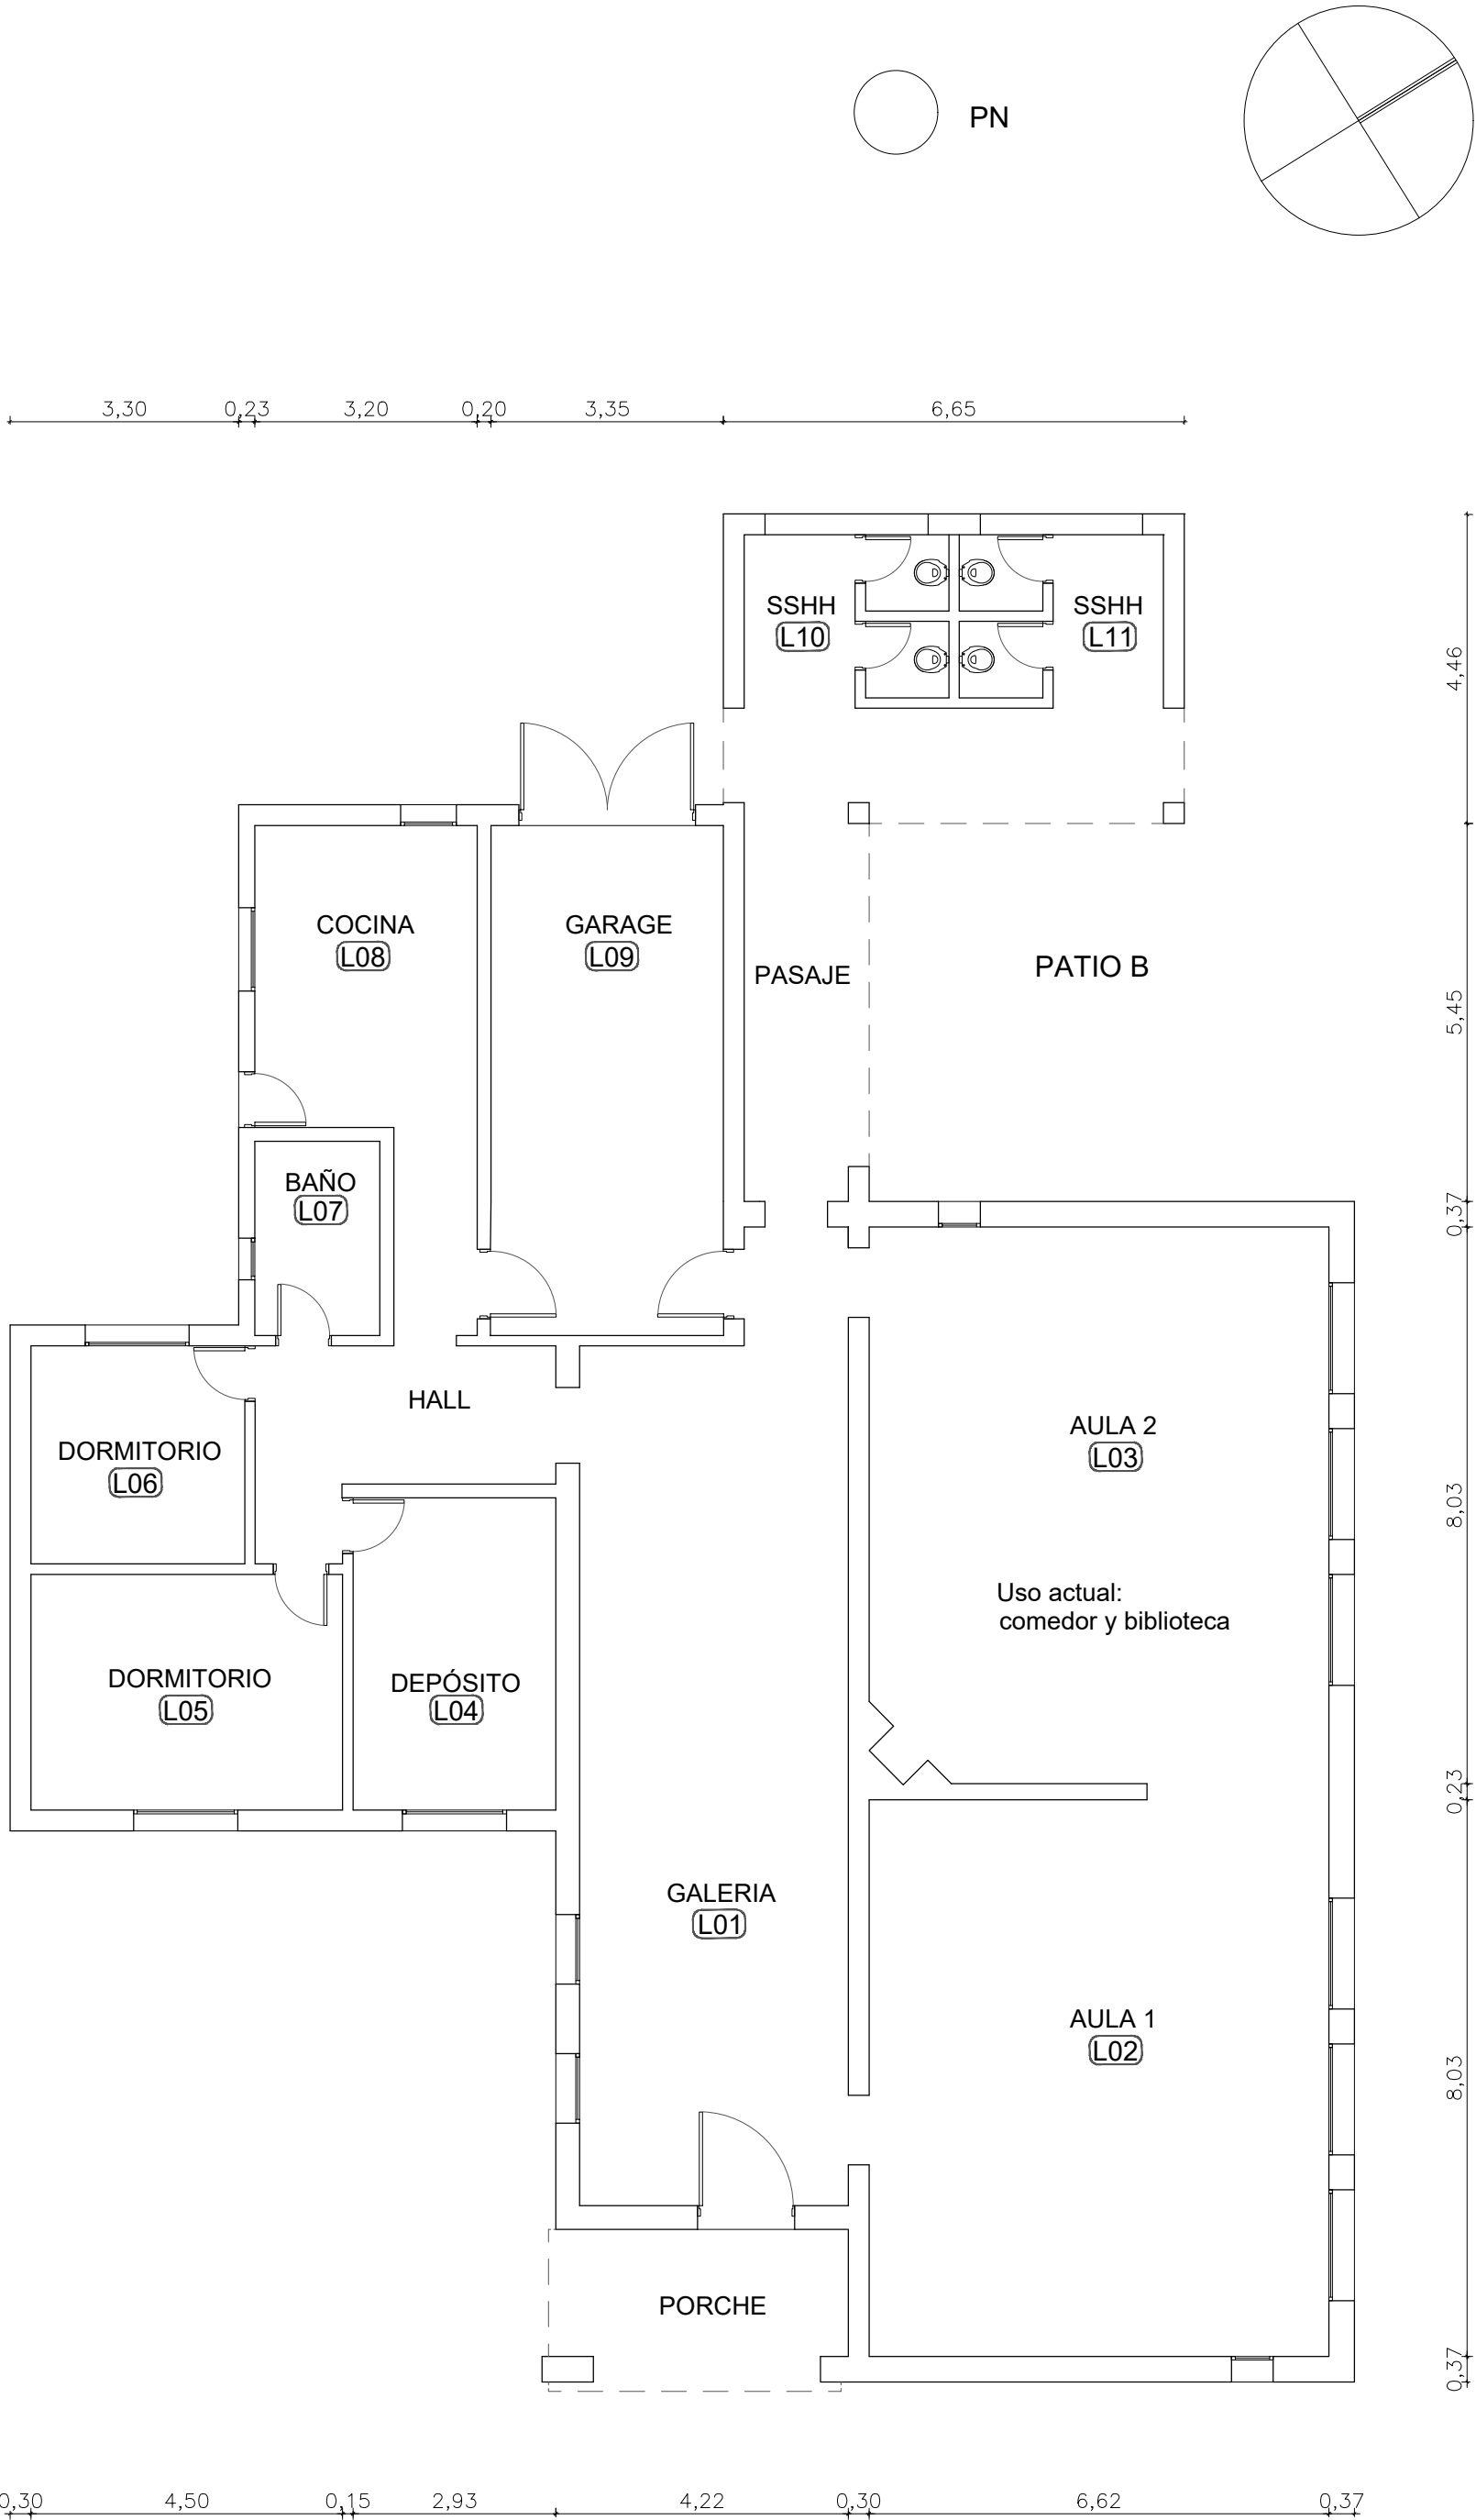 PN
3,30
0,23
3,20
0,20
3,35
6,65
SSHH
L10
SSHH
L11
4,46
COCINA
L08
GARAGE
L09
PASAJE
PATIO B
5,45
BAÑO
L07
0,37
HALL
DORMITORIO
L06
AULA 2
L03
8,03
Uso actual:
comedor y biblioteca
DORMITORIO
L05
DEPÓSITO
L04
0,23
GALERIA
L01
AULA 1
L02
8,03
PORCHE
0,37
0,30
4,50
0,15
2,93
4,22
0,30
6,62
0,37